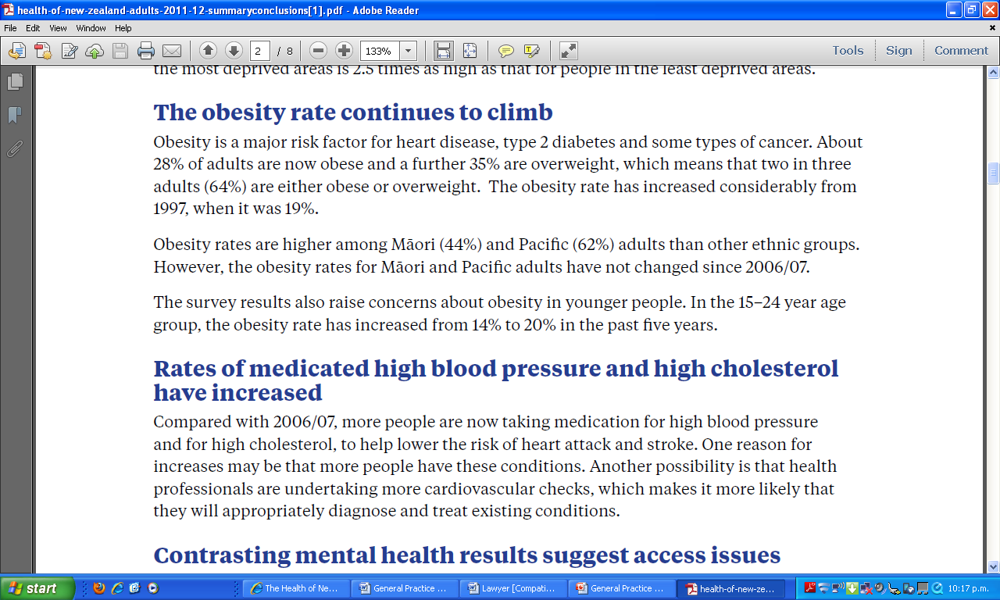 health-of-new-zealand-adults-2011-12-summaryconclusions[1].pdf - Adobe Reader
File Edit View Window Help
2 / 8 133% Tools Sign Comment
the most deprived areas is 2.5 times as high as that for people in the least deprived areas.
The obesity rate continues to climb
Obesity is a major risk factor for heart disease, type 2 diabetes and some types of cancer. About
28% of adults are now obese and a further 35% are overweight, which means that two in three
adults (64%) are either obese or overweight.  The obesity rate has increased considerably from
1997, when it was 19%.
Obesity rates are higher among Māori (44%) and Pacific (62%) adults than other ethnic groups.
However, the obesity rates for Māori and Pacific adults have not changed since 2006/07.
The survey results also raise concerns about obesity in younger people. In the 15–24 year age
group, the obesity rate has increased from 14% to 20% in the past five years.
Rates of medicated high blood pressure and high cholesterol
have increased
Compared with 2006/07, more people are now taking medication for high blood pressure
and for high cholesterol, to help lower the risk of heart attack and stroke. One reason for
increases may be that more people have these conditions. Another possibility is that health
professionals are undertaking more cardiovascular checks, which makes it more likely that
they will appropriately diagnose and treat existing conditions.
Contrasting mental health results suggest access issues
start The Health of Ne... General Practice ... Lawyer [Compati... General Practice ... health-of-new-ze... 10:17 p.m.